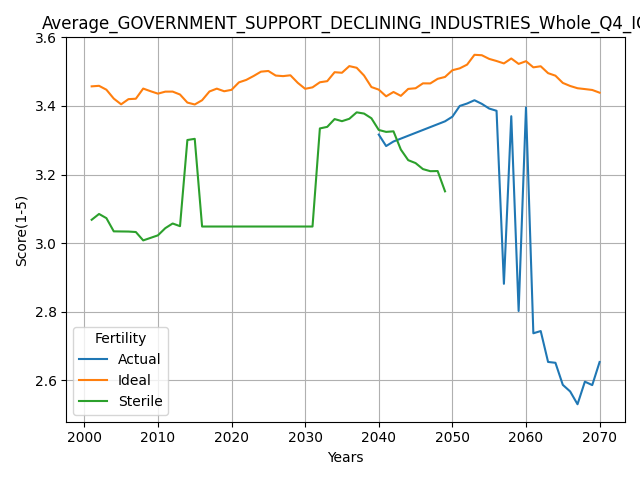 Average_GOVERNMENT_SUPPORT_DECLINING_INDUSTRIES_Whole_Q4_IC
3.6
3.4
3.2
3.0
2.8
2.6
Score(1-5)
Fertility
Actual
Ideal
Sterile
2000 2010 2020 2030 2040 2050 2060 2070
Years